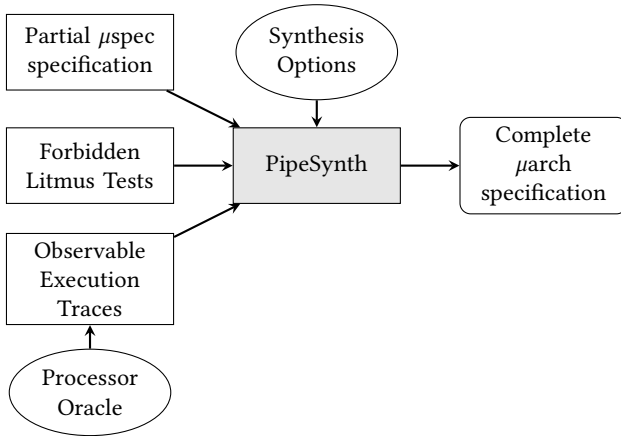 Partial μspec
specification
Synthesis
Options
Forbidden
Litmus Tests
PipeSynth
Complete
μarch
specification
Observable
Execution
Traces
Processor
Oracle